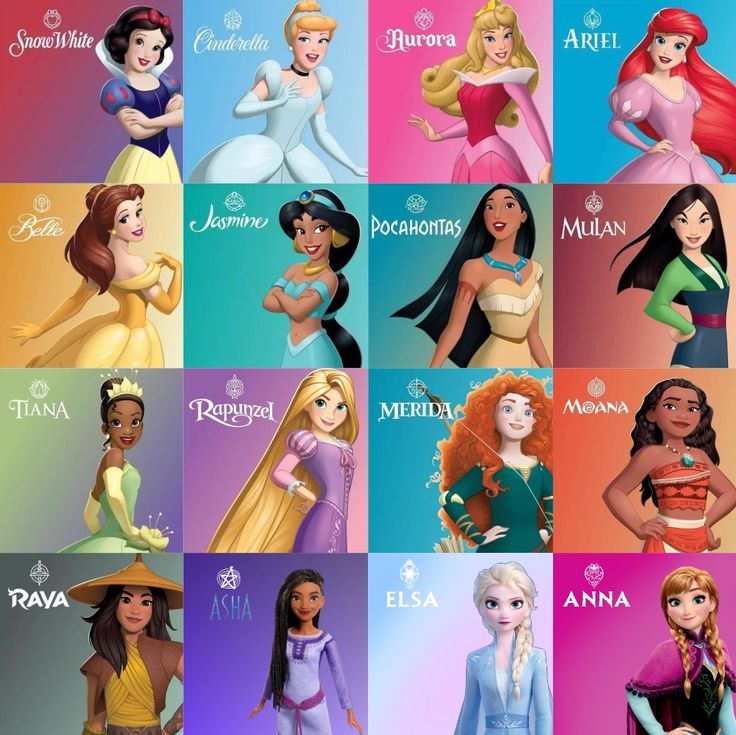 Snow White
Cinderella
Aurora
ARIEL
Belle
Jasmine
POCAHONTAS
MULAN
TIANA
Rapunzel
MERIDA
MOANA
RAYA
ASHA
ELSA
ANNA